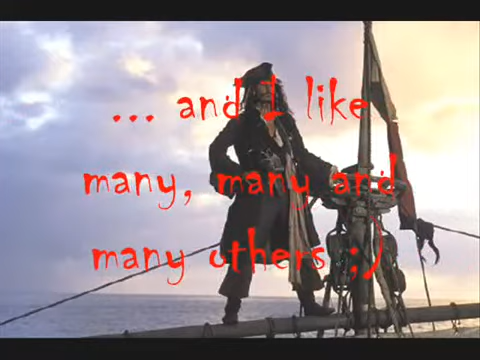 ... and I like
many, many and
many others ;)